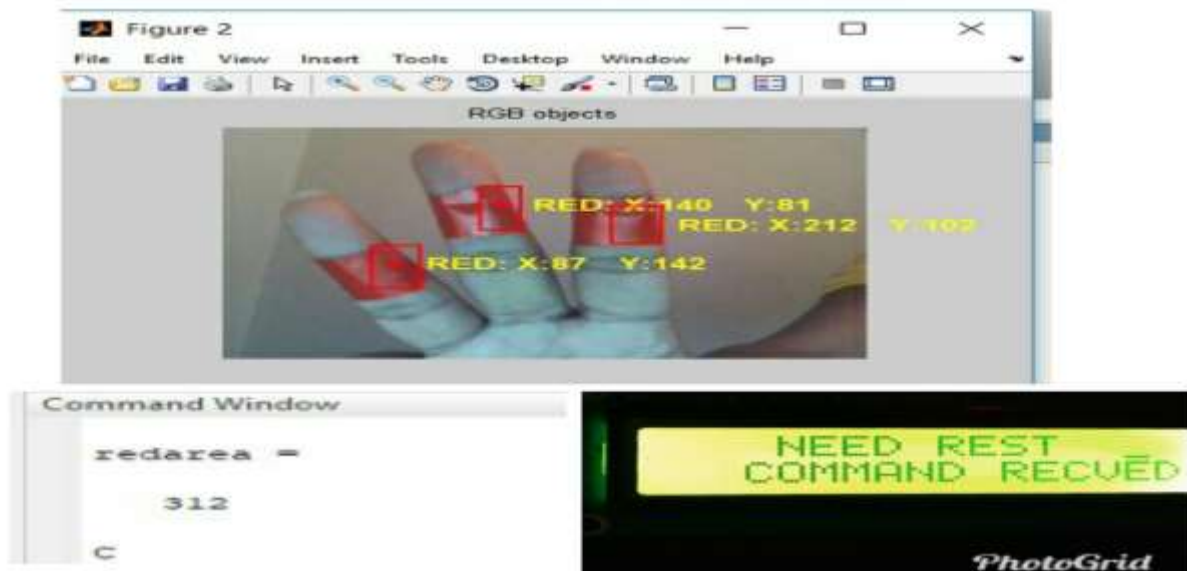 Figure 2
File Edit View Insert Tools Desktop Window Help
RGB objects
RED: X:140 Y:81
RED: X:212 Y:102
RED: X:87 Y:142
Command Window
redarea =
312
C
NEED REST
COMMAND RECVED
PhotoGrid